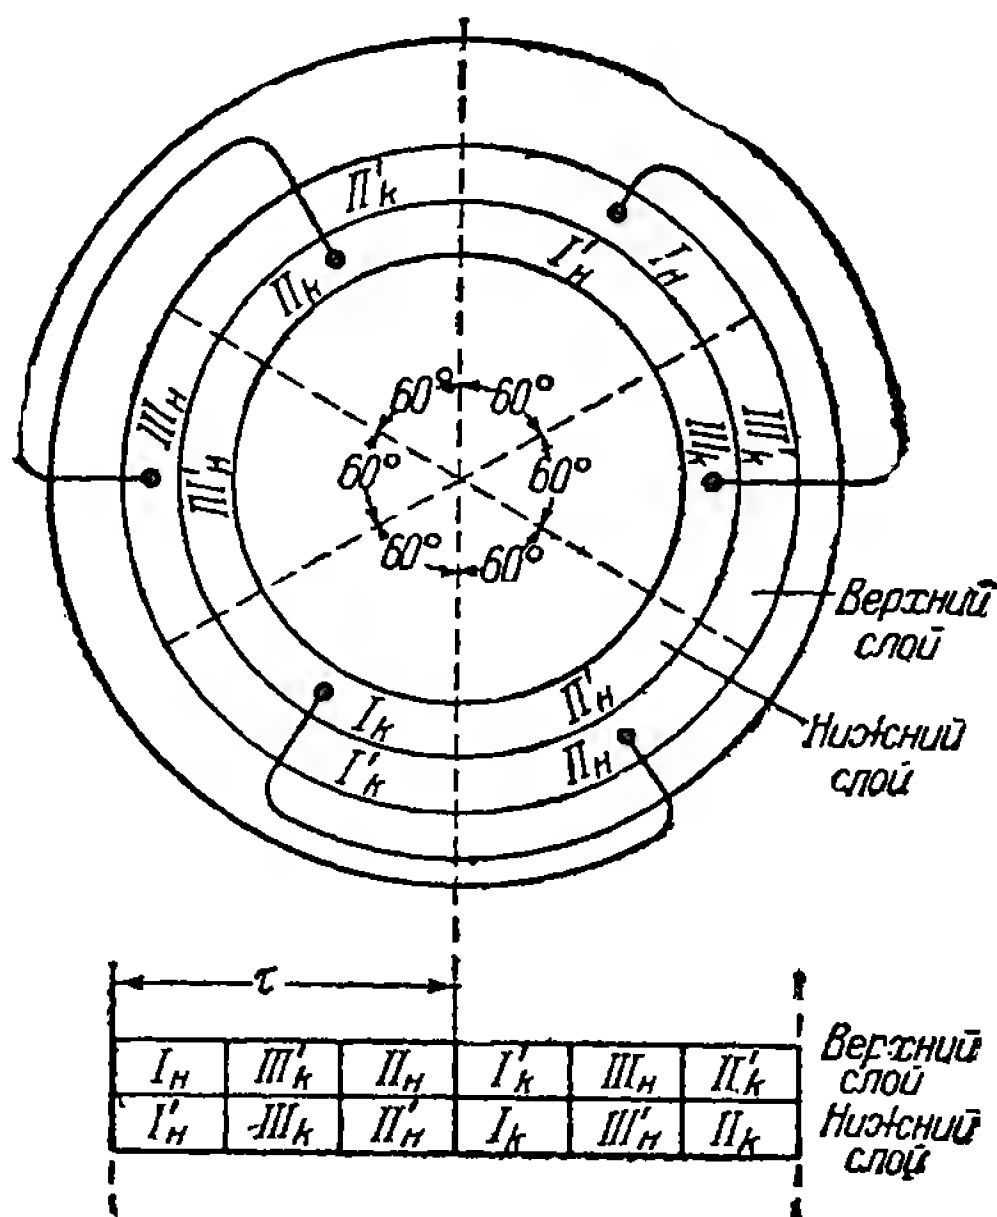 II'к
I'н
Iн
IIк
60° 60°
IIIн
III'н
60°
60°
IIIк
III'к
60° 60°
Верхний
слой
Iк
II'н
Нижний
слой
I'к
IIн
τ
Iн III'к IIн I'к IIIн II'к
Верхний
слой
I'н IIIк II'н Iк III'н IIк
Нижний
слой